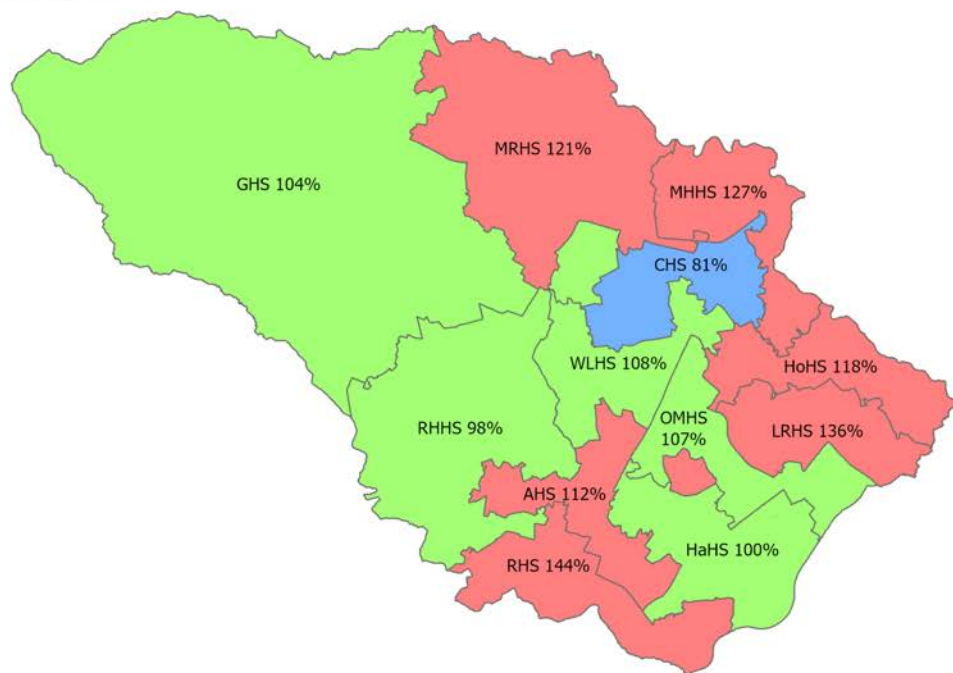 MRHS 121%
GHS 104%
MHHS 127%
CHS 81%
WLHS 108%
HoHS 118%
OMHS
107%
RHHS 98%
LRHS 136%
AHS 112%
HaHS 100%
RHS 144%